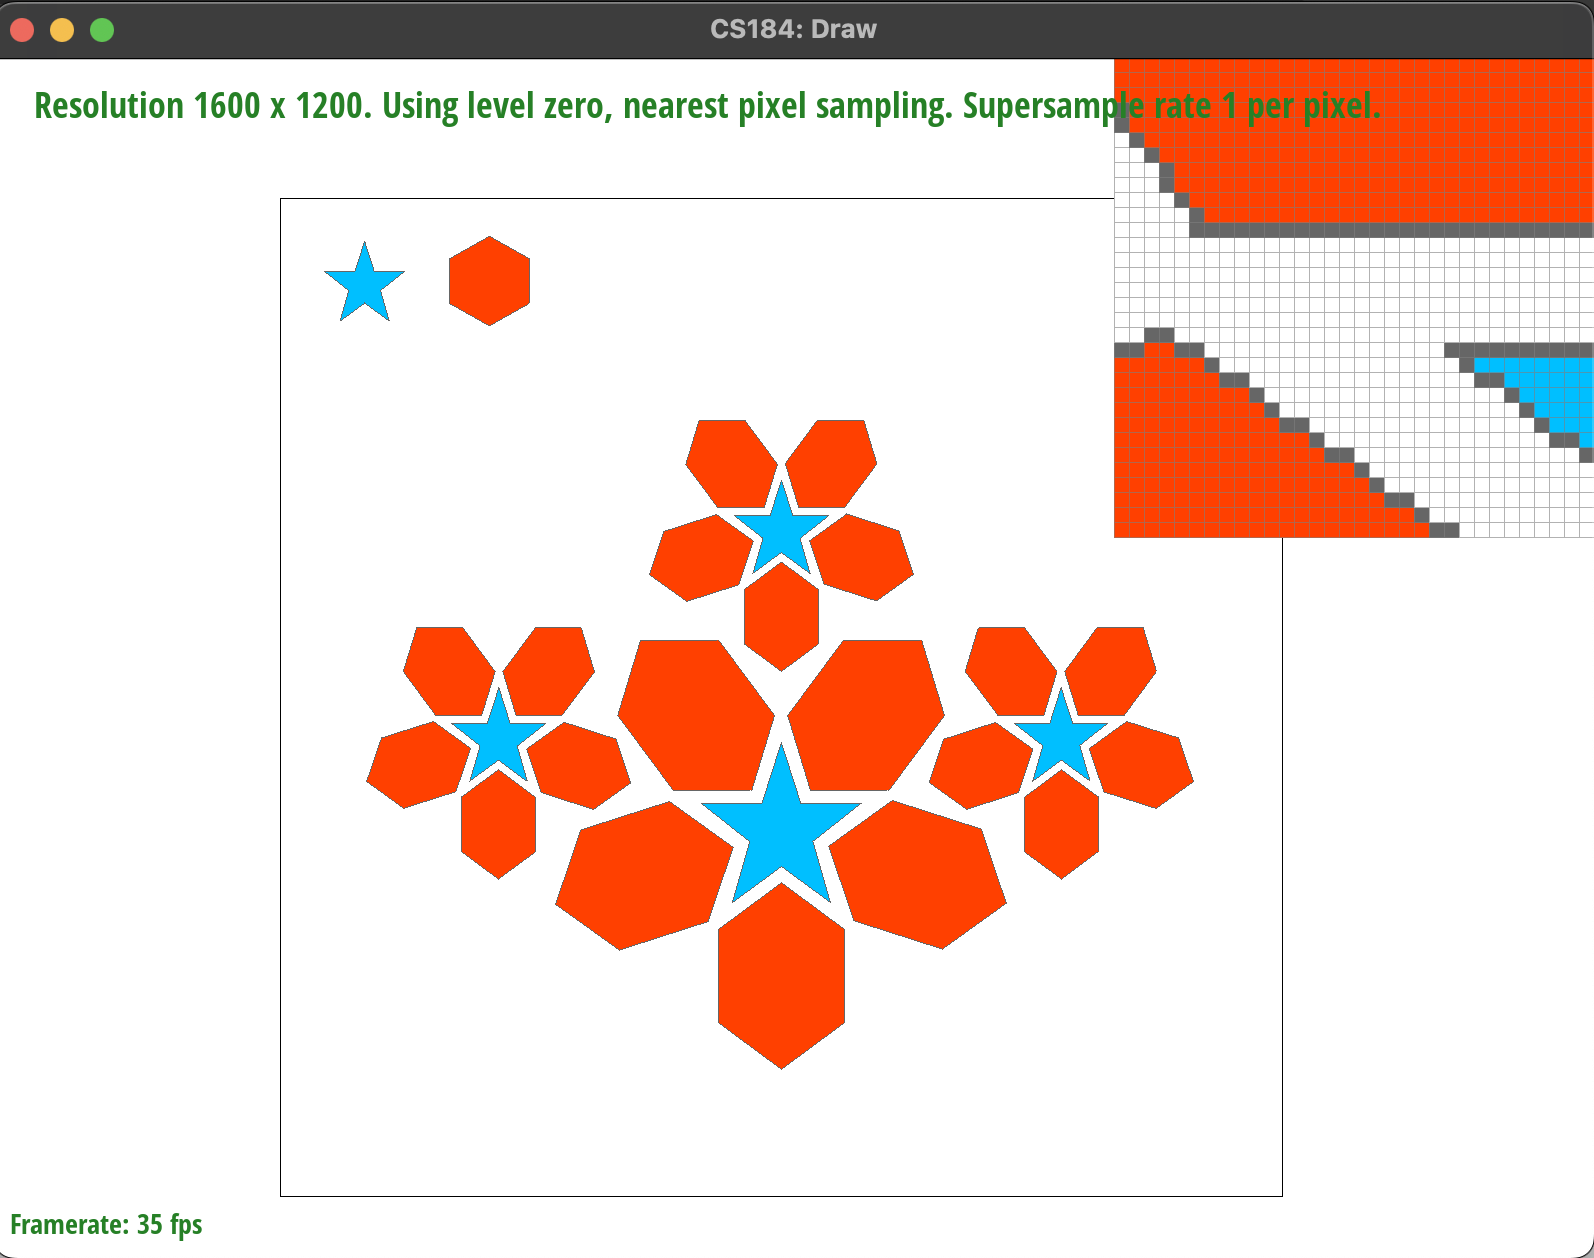 CS184: Draw
Resolution 1600 x 1200. Using level zero, nearest pixel sampling. Supersample rate 1 per pixel.
Framerate: 35 fps